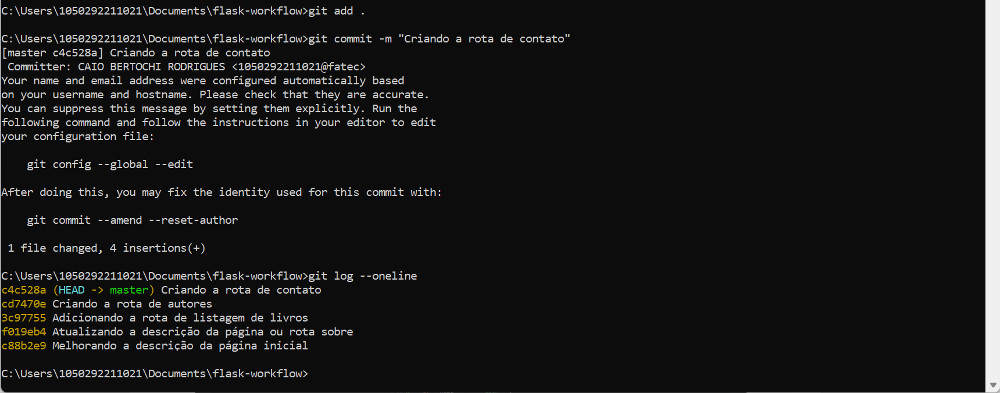 C:\Users\1050292211021\Documents\flask-workflow>git add .
C:\Users\1050292211021\Documents\flask-workflow>git commit -m "Criando a rota de contato"
[master c4c528a] Criando a rota de contato
Committer: CAIO BERTOCHI RODRIGUES <1050292211021@fatec>
Your name and email address were configured automatically based
on your username and hostname. Please check that they are accurate.
You can suppress this message by setting them explicitly. Run the
following command and follow the instructions in your editor to edit
your configuration file:
git config --global --edit
After doing this, you may fix the identity used for this commit with:
git commit --amend --reset-author
1 file changed, 4 insertions(+)
C:\Users\1050292211021\Documents\flask-workflow>git log --oneline
c4c528a (HEAD -> master) Criando a rota de contato
cd7470e Criando a rota de autores
3c97755 Adicionando a rota de listagem de livros
f019eb4 Atualizando a descrição da página ou rota sobre
c88b2e9 Melhorando a descrição da página inicial
C:\Users\1050292211021\Documents\flask-workflow>